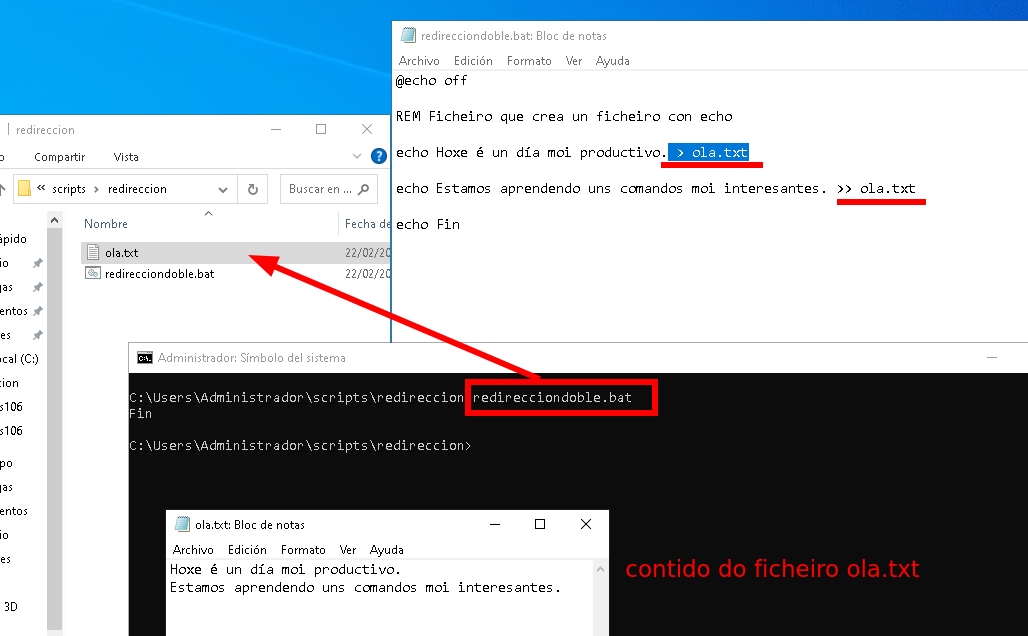 redirecciondoble.bat: Bloc de notas
Archivo Edición Formato Ver Ayuda
@echo off
REM Ficheiro que crea un ficheiro con echo
echo Hoxe é un día moi productivo. > ola.txt
echo Estamos aprendendo uns comandos moi interesantes. >> ola.txt
echo Fin
redireccion
Compartir Vista
« scripts > redireccion
Buscar en ...
Nombre Fecha de
ola.txt 22/02/20
redirecciondoble.bat 22/02/20
ápido
io
gas
entos
es
ocal (C:)
cion
s106
s106
po
gas
entos
io
es
3D
Administrador: Símbolo del sistema
C:\Users\Administrador\scripts\redireccion redirecciondoble.bat
Fin
C:\Users\Administrador\scripts\redireccion>
ola.txt: Bloc de notas
Archivo Edición Formato Ver Ayuda
Hoxe é un día moi productivo.
Estamos aprendendo uns comandos moi interesantes.
contido do ficheiro ola.txt